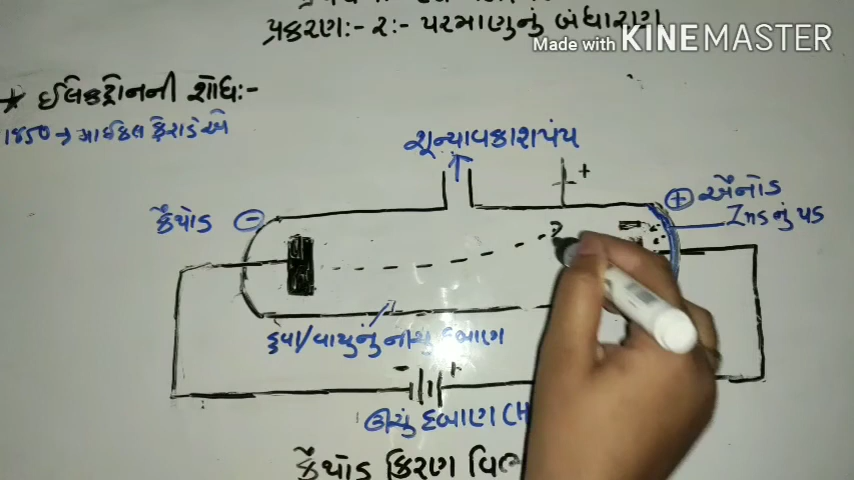 પ્રકરણ:- ૨:- પરમાણુનું બંધારણ
Made with KINEMASTER
★ ઈલેક્ટ્રોનની શોધ:-
1850 → માઈકલ ફેરાડે એ
શૂન્યાવકાશપંપ
+
કૅથોડ - + ઍનોડ
ZnS નું પડ
હવા/વાયુનું નીચું દબાણ
- +
ઊંચું દબાણ (H
કૅથોડ કિરણ